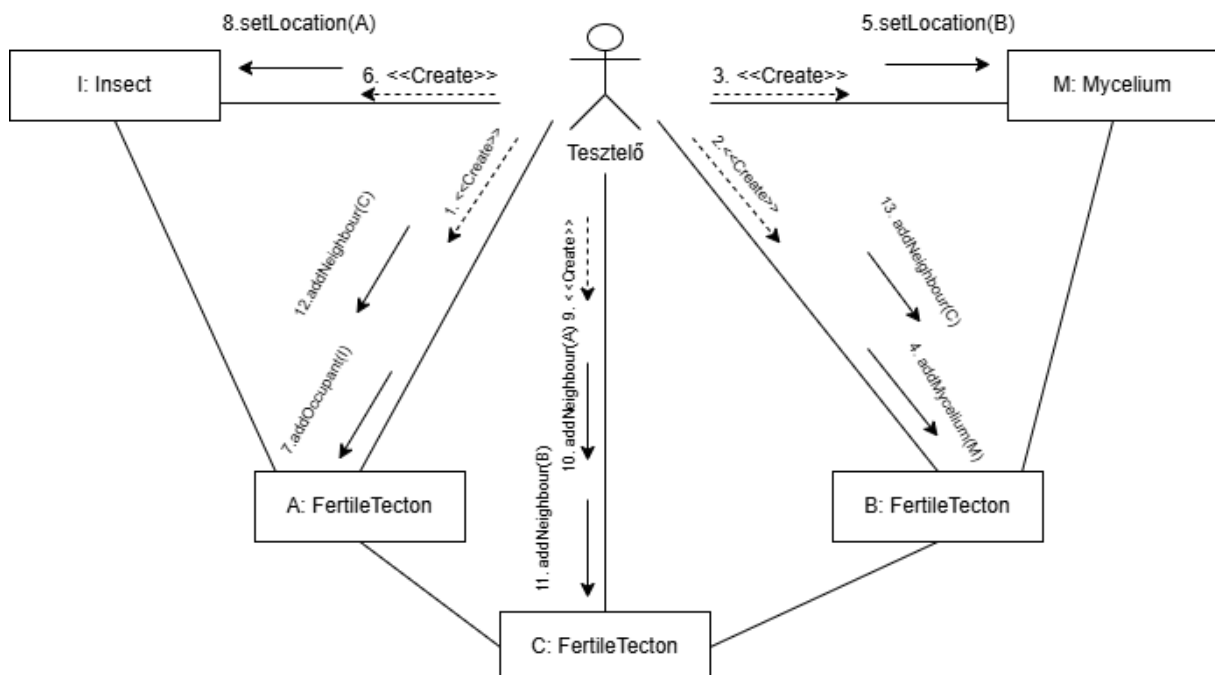 8.setLocation(A)
5.setLocation(B)
I: Insect
6. <<Create>>
3. <<Create>>
M: Mycelium
Tesztelő
1. <<Create>>
2.<<Create>>
12.addNeighbour(C)
13. addNeighbour(C)
9. <<Create>>
7.addOccupant(I)
10. addNeighbour(A)
4. addMycelium(M)
11. addNeighbour(B)
A: FertileTecton
B: FertileTecton
C: FertileTecton